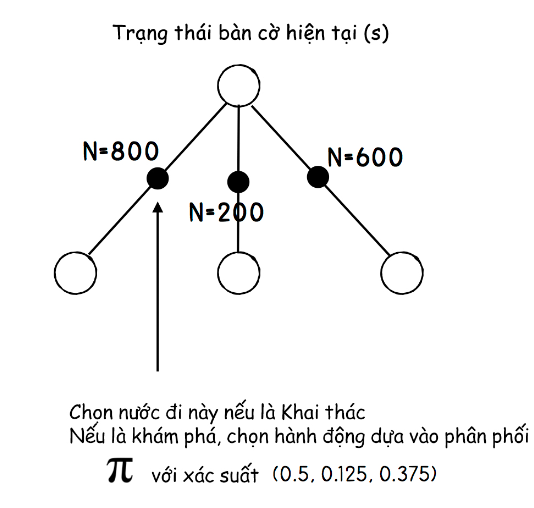 Trạng thái bàn cờ hiện tại (s)
N=800
N=600
N=200
Chọn nước đi này nếu là Khai thác
Nếu là khám phá, chọn hành động dựa vào phân phối
π với xác suất (0.5, 0.125, 0.375)